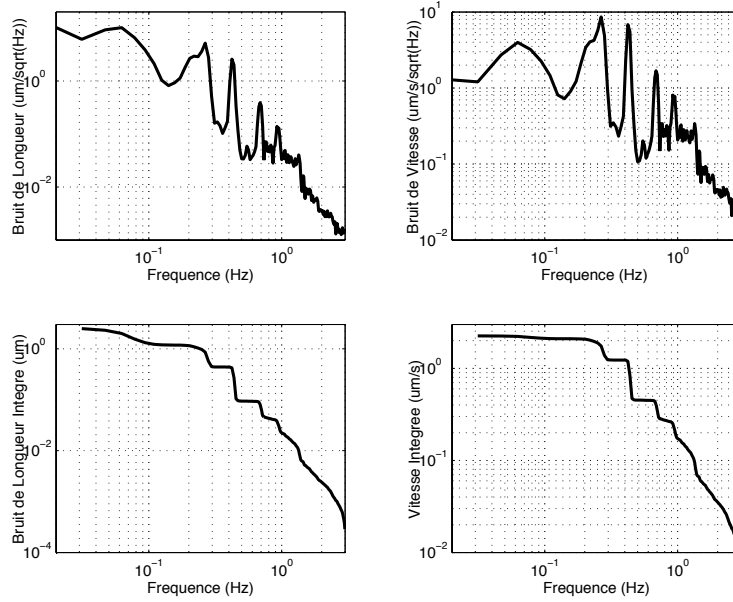 Bruit de Longueur (um/sqrt(Hz))
10^0
10^-2
10^-1
10^0
Frequence (Hz)
Bruit de Vitesse (um/s/sqrt(Hz))
10^1
10^0
10^-1
10^-2
10^-1
10^0
Frequence (Hz)
Bruit de Longueur Integre (um)
10^0
10^-2
10^-4
10^-1
10^0
Frequence (Hz)
Vitesse Integree (um/s)
10^0
10^-1
10^-2
10^-1
10^0
Frequence (Hz)